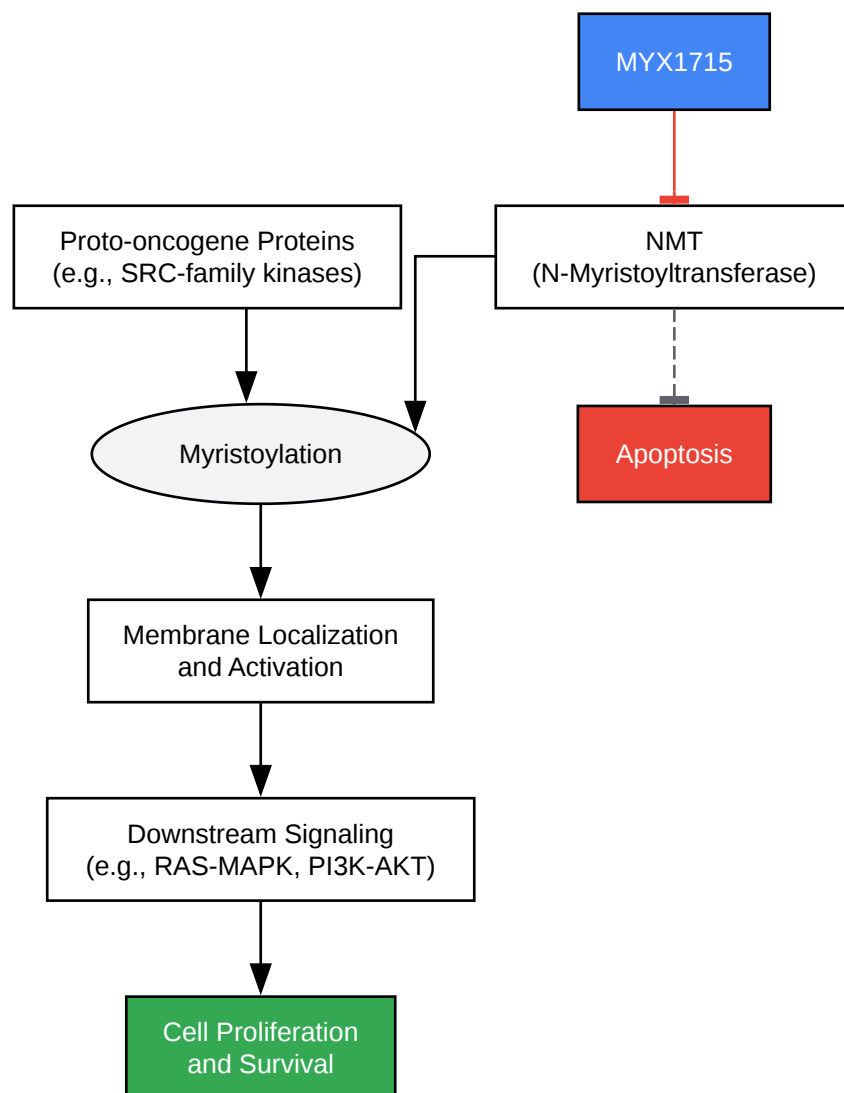 MYX1715
Proto-oncogene Proteins
(e.g., SRC-family kinases)
NMT
(N-Myristoyltransferase)
Myristoylation
Apoptosis
Membrane Localization
and Activation
Downstream Signaling
(e.g., RAS-MAPK, PI3K-AKT)
Cell Proliferation
and Survival